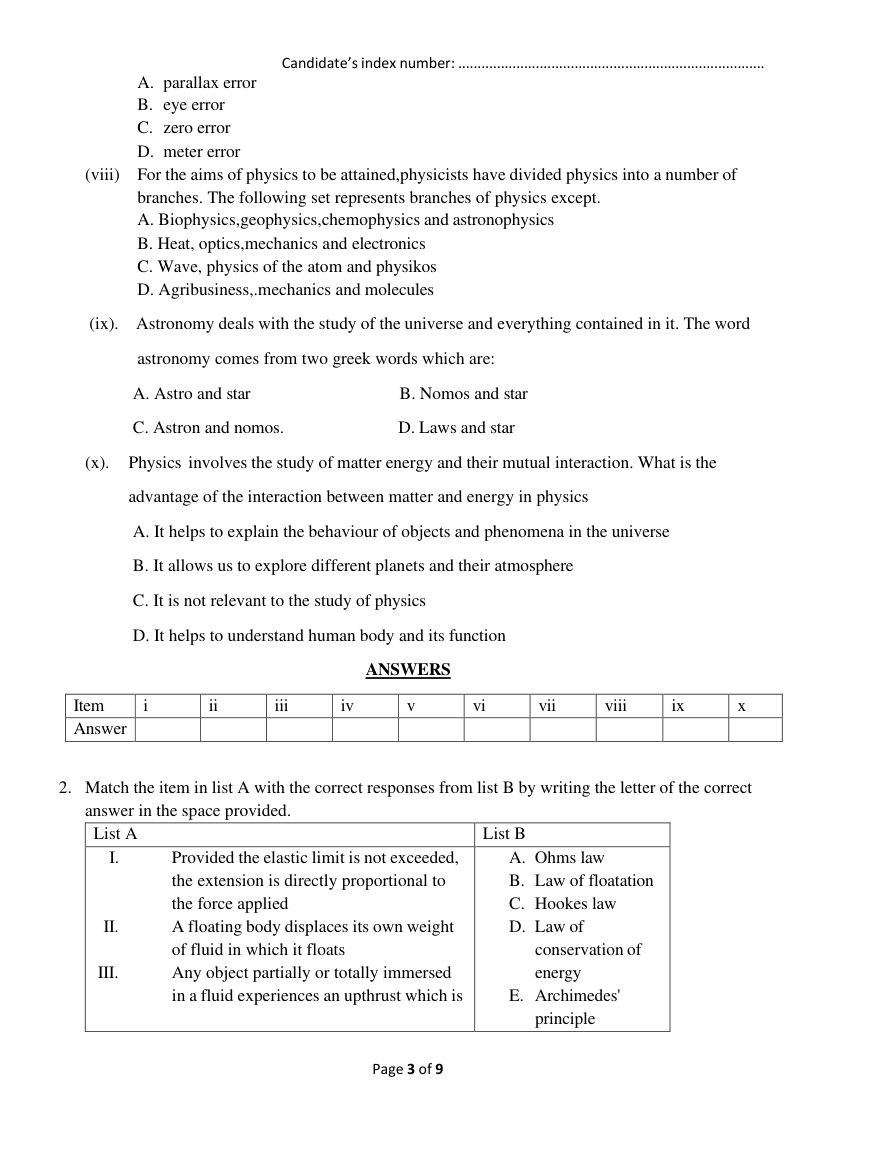 Candidate's index number: ...............................................................................
A. parallax error
B. eye error
C. zero error
D. meter error
(viii) For the aims of physics to be attained,physicists have divided physics into a number of
branches. The following set represents branches of physics except.
A. Biophysics,geophysics,chemophysics and astronophysics
B. Heat, optics,mechanics and electronics
C. Wave, physics of the atom and physikos
D. Agribusiness,.mechanics and molecules
(ix). Astronomy deals with the study of the universe and everything contained in it. The word
astronomy comes from two greek words which are:
A. Astro and star B. Nomos and star
C. Astron and nomos. D. Laws and star
(x). Physics involves the study of matter energy and their mutual interaction. What is the
advantage of the interaction between matter and energy in physics
A. It helps to explain the behaviour of objects and phenomena in the universe
B. It allows us to explore different planets and their atmosphere
C. It is not relevant to the study of physics
D. It helps to understand human body and its function
ANSWERS
Item i ii iii iv v vi vii viii ix x
Answer
2. Match the item in list A with the correct responses from list B by writing the letter of the correct
answer in the space provided.
List A
I. Provided the elastic limit is not exceeded,
the extension is directly proportional to
the force applied
II. A floating body displaces its own weight
of fluid in which it floats
III. Any object partially or totally immersed
in a fluid experiences an upthrust which is
List B
A. Ohms law
B. Law of floatation
C. Hookes law
D. Law of
conservation of
energy
E. Archimedes'
principle
Page 3 of 9